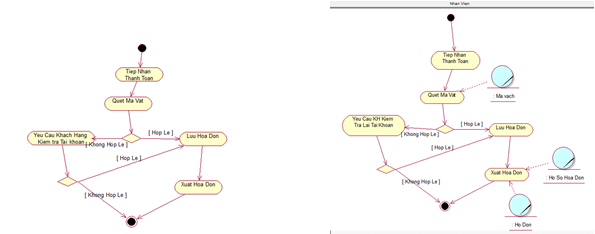 Nhan Vien
Tiep Nhan
Thanh Toan
Quet Ma Vat
[ Hop Le ]
Yeu Cau Khach Hang
Kiem tra Tai khoan
[ Khong Hop Le ]
Luu Hoa Don
[ Hop Le ]
[ Khong Hop Le ]
Xuat Hoa Don
Tiep Nhan
Thanh Toan
Quet Ma Vat
: Ma vach
Yeu Cau KH Kiem
Tra Lai Tai Khoan
[ Hop Le ]
[ Khong Hop Le ]
Luu Hoa Don
[ Hop Le ]
[ Khong Hop Le ]
Xuat Hoa Don
: Ho So Hoa Don
: Ho Don